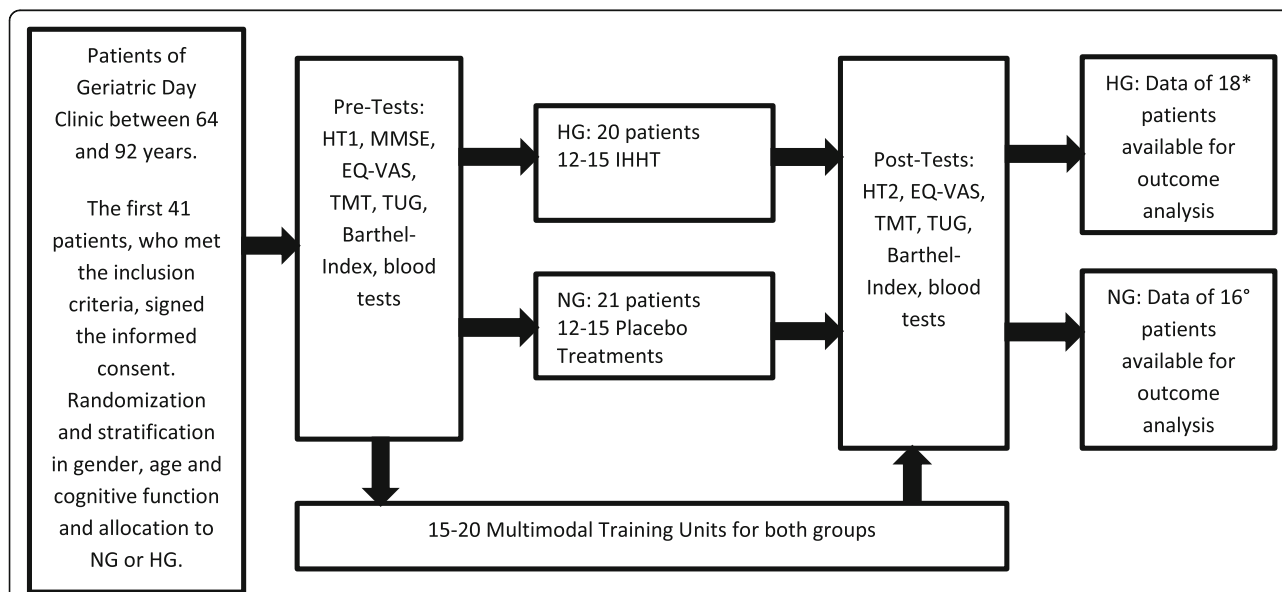 Patients of
Geriatric Day
Clinic between 64
and 92 years.
The first 41
patients, who met
the inclusion
criteria, signed
the informed
consent.
Randomization
and stratification
in gender, age and
cognitive function
and allocation to
NG or HG.
Pre-Tests:
HT1, MMSE,
EQ-VAS,
TMT, TUG,
Barthel-
Index, blood
tests
HG: 20 patients
12-15 IHHT
NG: 21 patients
12-15 Placebo
Treatments
Post-Tests:
HT2, EQ-VAS,
TMT, TUG,
Barthel-
Index, blood
tests
HG: Data of 18*
patients
available for
outcome
analysis
NG: Data of 16°
patients
available for
outcome
analysis
15-20 Multimodal Training Units for both groups